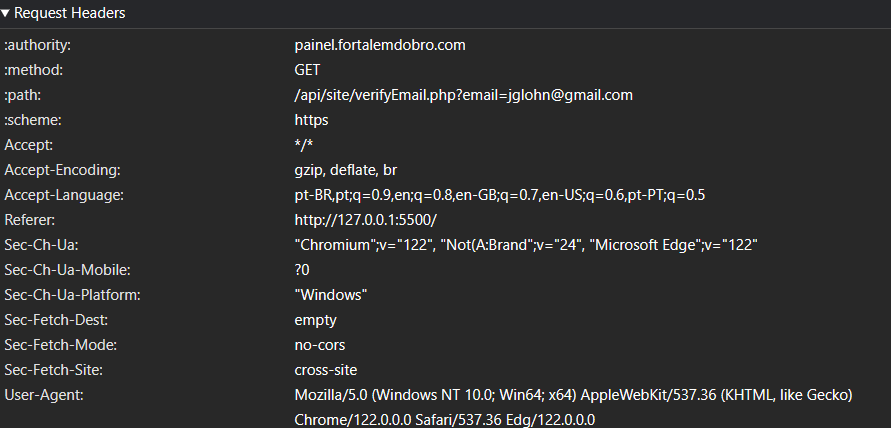 Request Headers
:authority: painel.fortalemdobro.com
:method: GET
:path: /api/site/verifyEmail.php?email=jglohn@gmail.com
:scheme: https
Accept: */*
Accept-Encoding: gzip, deflate, br
Accept-Language: pt-BR,pt;q=0.9,en;q=0.8,en-GB;q=0.7,en-US;q=0.6,pt-PT;q=0.5
Referer: http://127.0.0.1:5500/
Sec-Ch-Ua: "Chromium";v="122", "Not(A:Brand";v="24", "Microsoft Edge";v="122"
Sec-Ch-Ua-Mobile: ?0
Sec-Ch-Ua-Platform: "Windows"
Sec-Fetch-Dest: empty
Sec-Fetch-Mode: no-cors
Sec-Fetch-Site: cross-site
User-Agent: Mozilla/5.0 (Windows NT 10.0; Win64; x64) AppleWebKit/537.36 (KHTML, like Gecko)
Chrome/122.0.0.0 Safari/537.36 Edg/122.0.0.0